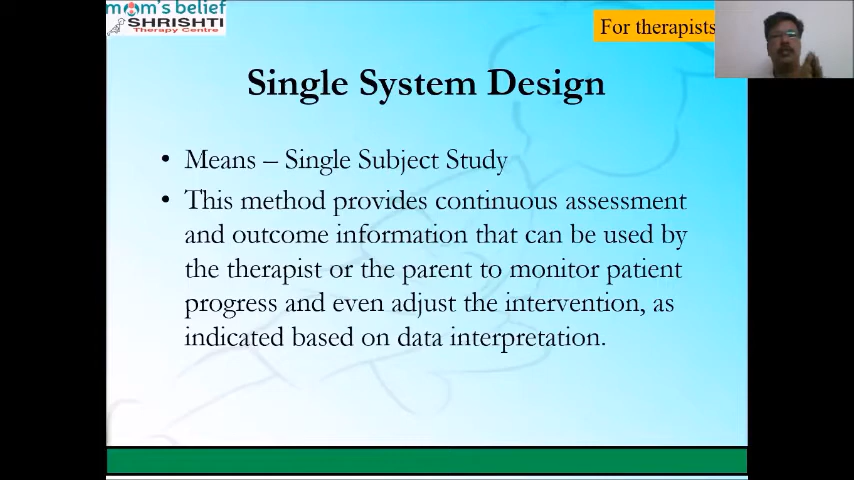 mom's belief
SHRISHTI
Therapy Centre
For therapists
Single System Design
• Means – Single Subject Study
• This method provides continuous assessment
and outcome information that can be used by
the therapist or the parent to monitor patient
progress and even adjust the intervention, as
indicated based on data interpretation.